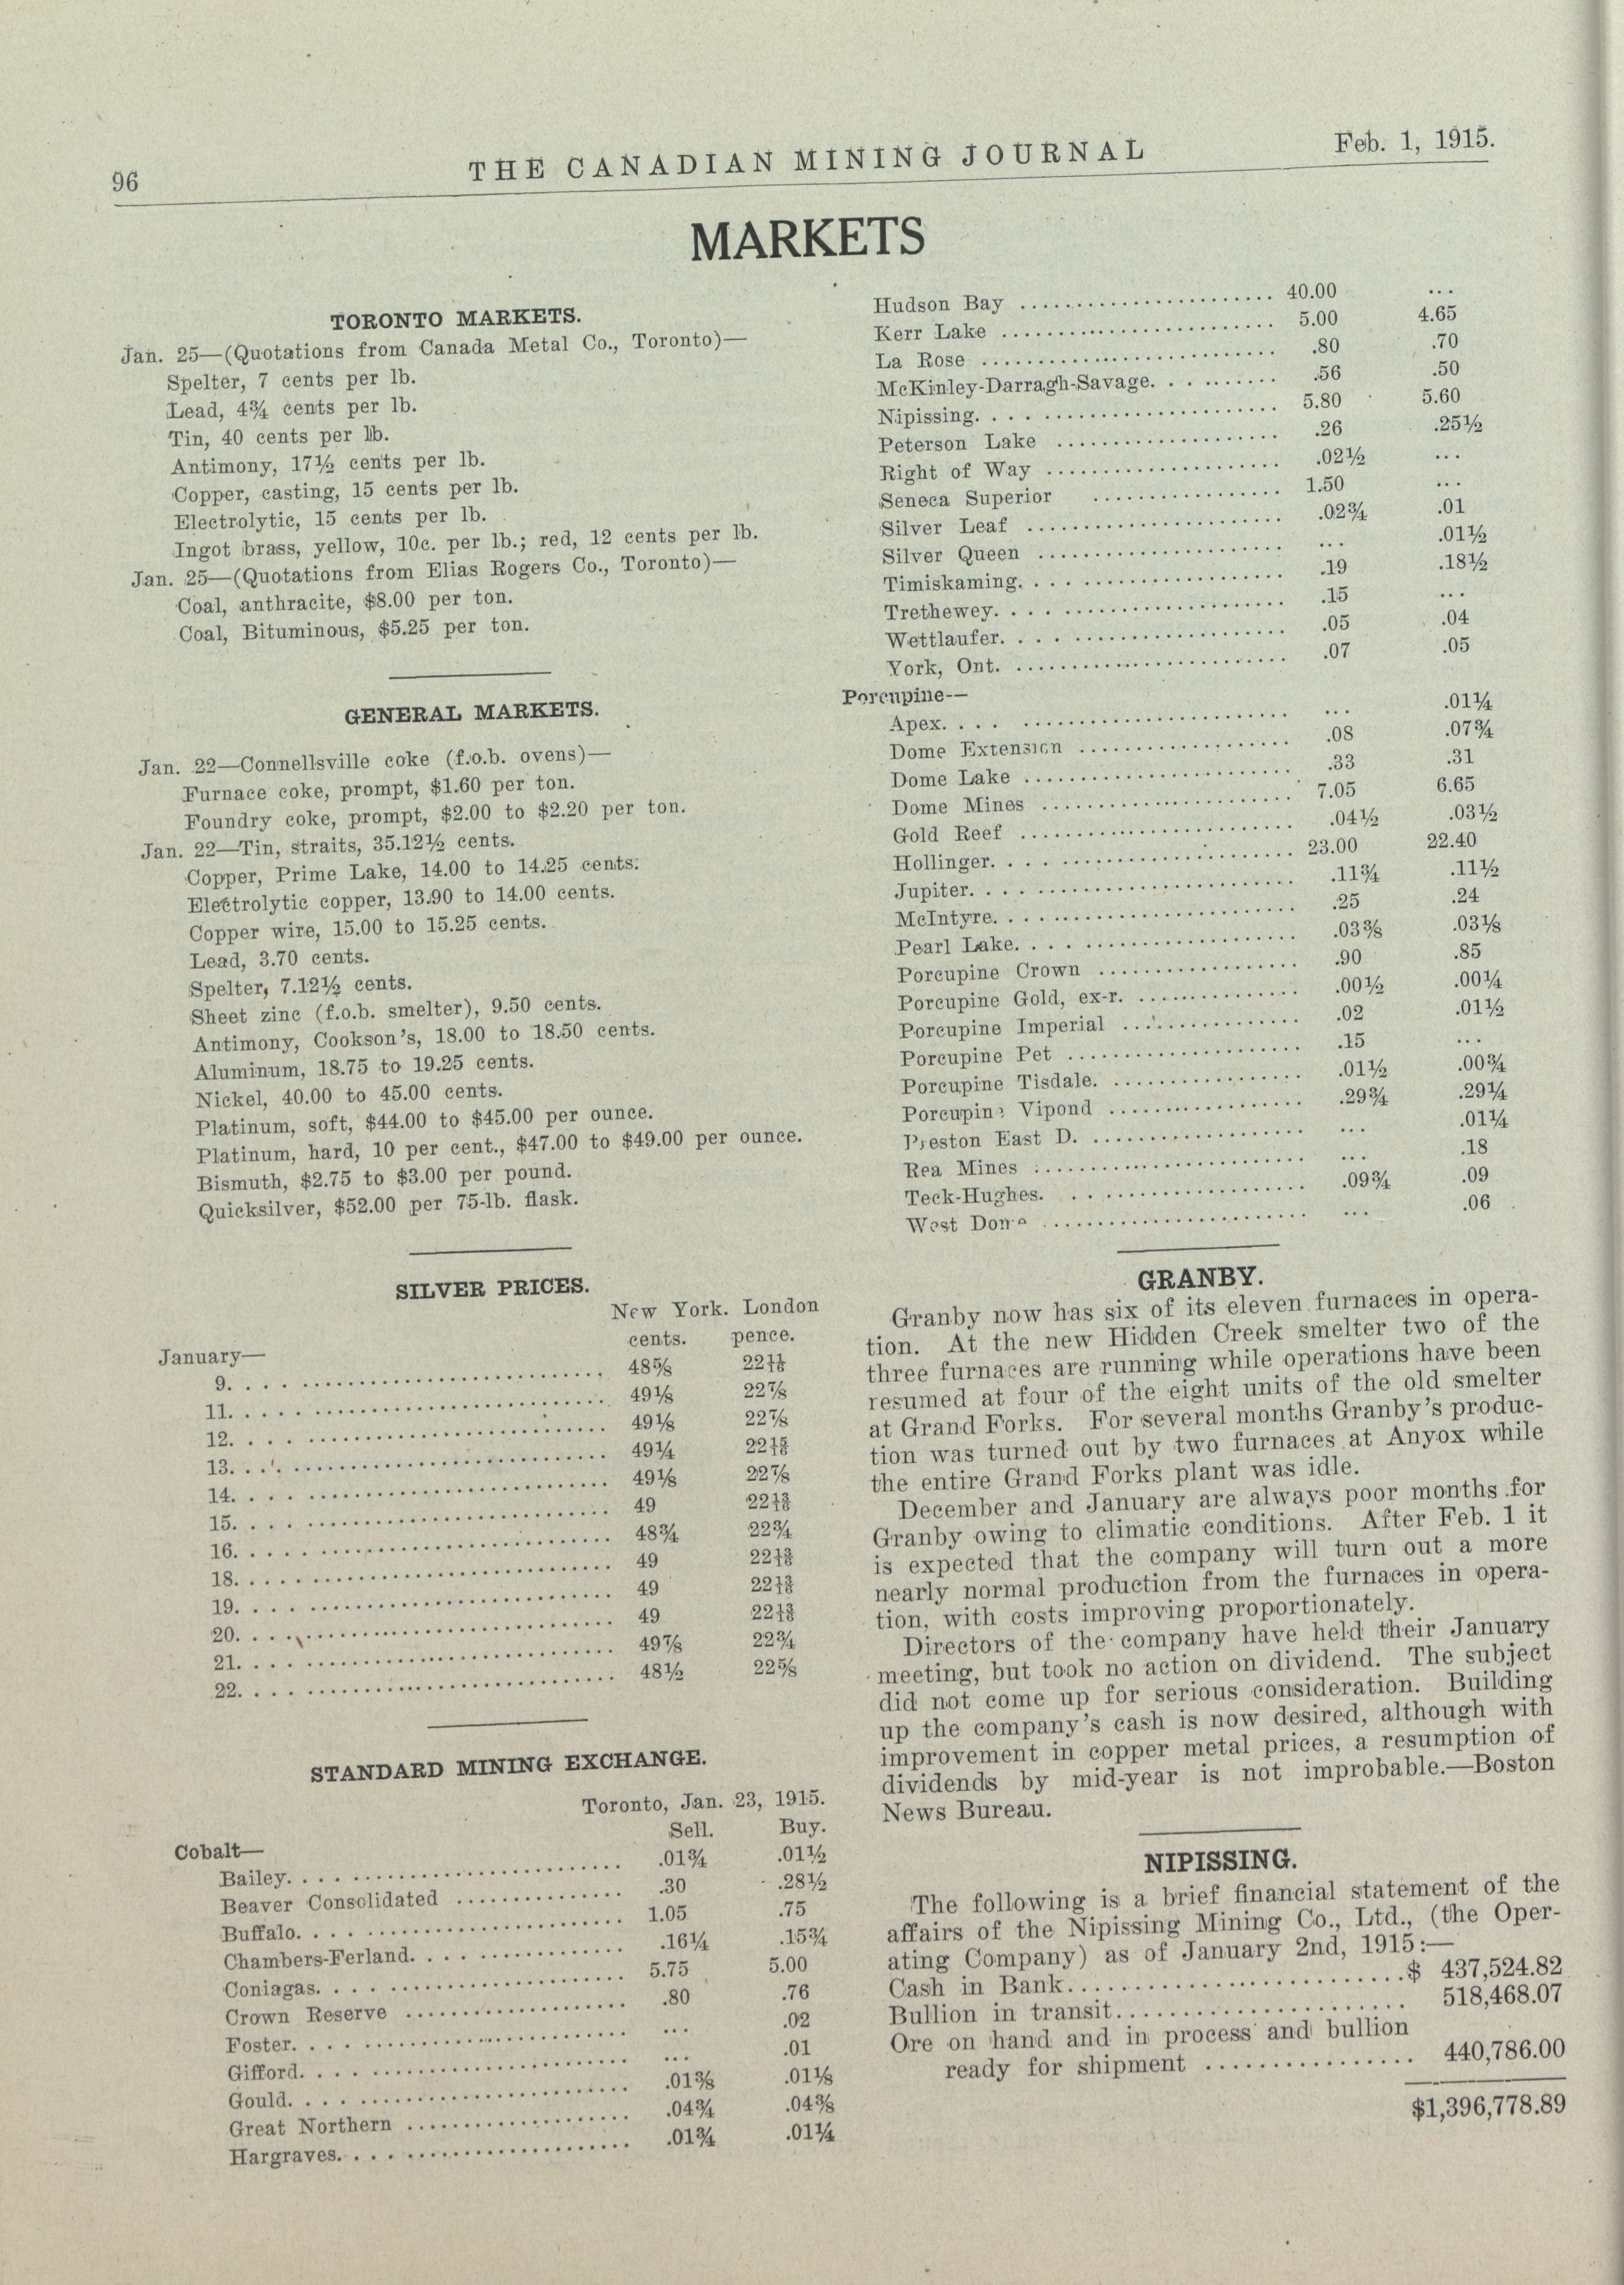 96
THE CANADIAN MINING JOURNAL
Feb. 1, 1915.
MARKETS
TORONTO MARKETS.
Jan. 25—(Quotations from Canada Metal Co., Toronto)—
Spelter, 7 cents per lb.
Lead, 4¾ cents per lb.
Tin, 40 cents per lb.
Antimony, 17½ cents per lb.
Copper, casting, 15 cents per lb.
Electrolytic, 15 cents per lb.
Ingot brass, yellow, 10c. per lb.; red, 12 cents per lb.
Jan. 25—(Quotations from Elias Rogers Co., Toronto)—
Coal, anthracite, $8.00 per ton.
Coal, Bituminous, $5.25 per ton.
GENERAL MARKETS.
Jan. 22—Connellsville coke (f.o.b. ovens)—
Furnace coke, prompt, $1.60 per ton.
Foundry coke, prompt, $2.00 to $2.20 per ton.
Jan. 22—Tin, straits, 35.12½ cents.
Copper, Prime Lake, 14.00 to 14.25 cents.
Electrolytic copper, 13.90 to 14.00 cents.
Copper wire, 15.00 to 15.25 cents.
Lead, 3.70 cents.
Spelter, 7.12½ cents.
Sheet zinc (f.o.b. smelter), 9.50 cents.
Antimony, Cookson's, 18.00 to 18.50 cents.
Aluminum, 18.75 to 19.25 cents.
Nickel, 40.00 to 45.00 cents.
Platinum, soft, $44.00 to $45.00 per ounce.
Platinum, hard, 10 per cent., $47.00 to $49.00 per ounce.
Bismuth, $2.75 to $3.00 per pound.
Quicksilver, $52.00 per 75-lb. flask.
SILVER PRICES.
New York. London
cents. pence.
January—
9. . . . ........................ 48⅝ 22 11/16
11. . . . ........................ 49⅛ 22⅞
12. . . . ........................ 49⅛ 22⅞
13. . . . ........................ 49¼ 22 15/16
14. . . . ........................ 49⅛ 22⅞
15. . . . ........................ 49 22 13/16
16. . . . ........................ 48¾ 22¾
18. . . . ........................ 49 22 13/16
19. . . . ........................ 49 22 13/16
20. . . . ........................ 49 22 13/16
21. . . . ........................ 49⅞ 22¾
22. . . . ........................ 48½ 22⅝
STANDARD MINING EXCHANGE.
Toronto, Jan. 23, 1915.
Sell. Buy.
Cobalt—
Bailey. . . . ........................ .01¾ .01½
Beaver Consolidated ............... .30 .28½
Buffalo. . . . ........................ 1.05 .75
Chambers-Ferland. . . . ............. .16¼ .15¾
Coniagas. . . . ...................... 5.75 5.00
Crown Reserve .................... .80 .76
Foster. . . . ........................ ... .02
Gifford. . . . ........................ ... .01
Gould. . . . ........................ .01⅜ .01⅛
Great Northern .................... .04¾ .04⅜
Hargraves. . . . .................... .01¾ .01¼
Hudson Bay ....................... 40.00 ...
Kerr Lake ........................ 5.00 4.65
La Rose .......................... .80 .70
McKinley-Darragh-Savage. . . ........ .56 .50
Nipissing. . . . ...................... 5.80 5.60
Peterson Lake .................... .26 .25½
Right of Way ..................... .02½ ...
Seneca Superior ................. 1.50 ...
Silver Leaf ....................... .02¾ .01
Silver Queen ...................... ... .01½
Timiskaming. . . . ................... .19 .18½
Trethewey. . . . .................... .15 ...
Wettlaufer. . . . .................... .05 .04
York, Ont. ........................ .07 .05
Porcupine—
Apex. . . . ........................ ... .01¼
Dome Extension ................... .08 .07¾
Dome Lake ........................ .33 .31
Dome Mines ....................... 7.05 6.65
Gold Reef ......................... .04½ .03½
Hollinger. . . . ...................... 23.00 22.40
Jupiter. . . . ........................ .11¾ .11½
McIntyre. . . . ...................... .25 .24
Pearl Lake. . . . .................... .03⅜ .03⅛
Porcupine Crown .................. .90 .85
Porcupine Gold, ex-r. .............. .00½ .00¼
Porcupine Imperial ................ .02 .01½
Porcupine Pet ..................... .15 ...
Porcupine Tisdale. ................. .01½ .00¾
Porcupine Vipond .................. .29¾ .29¼
Preston East D. ................... ... .01¼
Rea Mines ........................ ... .18
Teck-Hughes. . . ................... .09¾ .09
West Dome ........................ ... .06
GRANBY.
Granby now has six of its eleven furnaces in opera-
tion. At the new Hidden Creek smelter two of the
three furnaces are running while operations have been
resumed at four of the eight units of the old smelter
at Grand Forks. For several months Granby's produc-
tion was turned out by two furnaces at Anyox while
the entire Grand Forks plant was idle.
December and January are always poor months for
Granby owing to climatic conditions. After Feb. 1 it
is expected that the company will turn out a more
nearly normal production from the furnaces in opera-
tion, with costs improving proportionately.
Directors of the company have held their January
meeting, but took no action on dividend. The subject
did not come up for serious consideration. Building
up the company's cash is now desired, although with
improvement in copper metal prices, a resumption of
dividends by mid-year is not improbable.—Boston
News Bureau.
NIPISSING.
The following is a brief financial statement of the
affairs of the Nipissing Mining Co., Ltd., (the Oper-
ating Company) as of January 2nd, 1915:—
Cash in Bank..............................$ 437,524.82
Bullion in transit.......................... 518,468.07
Ore on hand and in process and bullion
ready for shipment ................ 440,786.00
$1,396,778.89